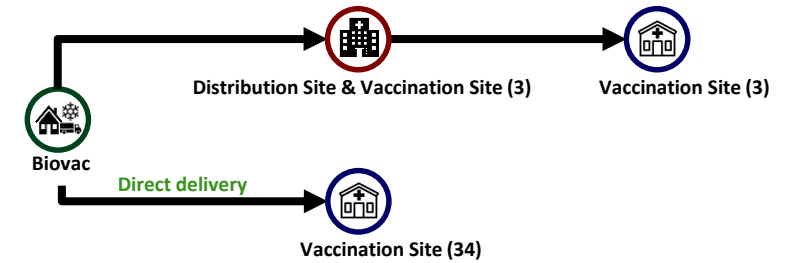 Distribution Site & Vaccination Site (3)
Vaccination Site (3)
Biovac
Direct delivery
Vaccination Site (34)